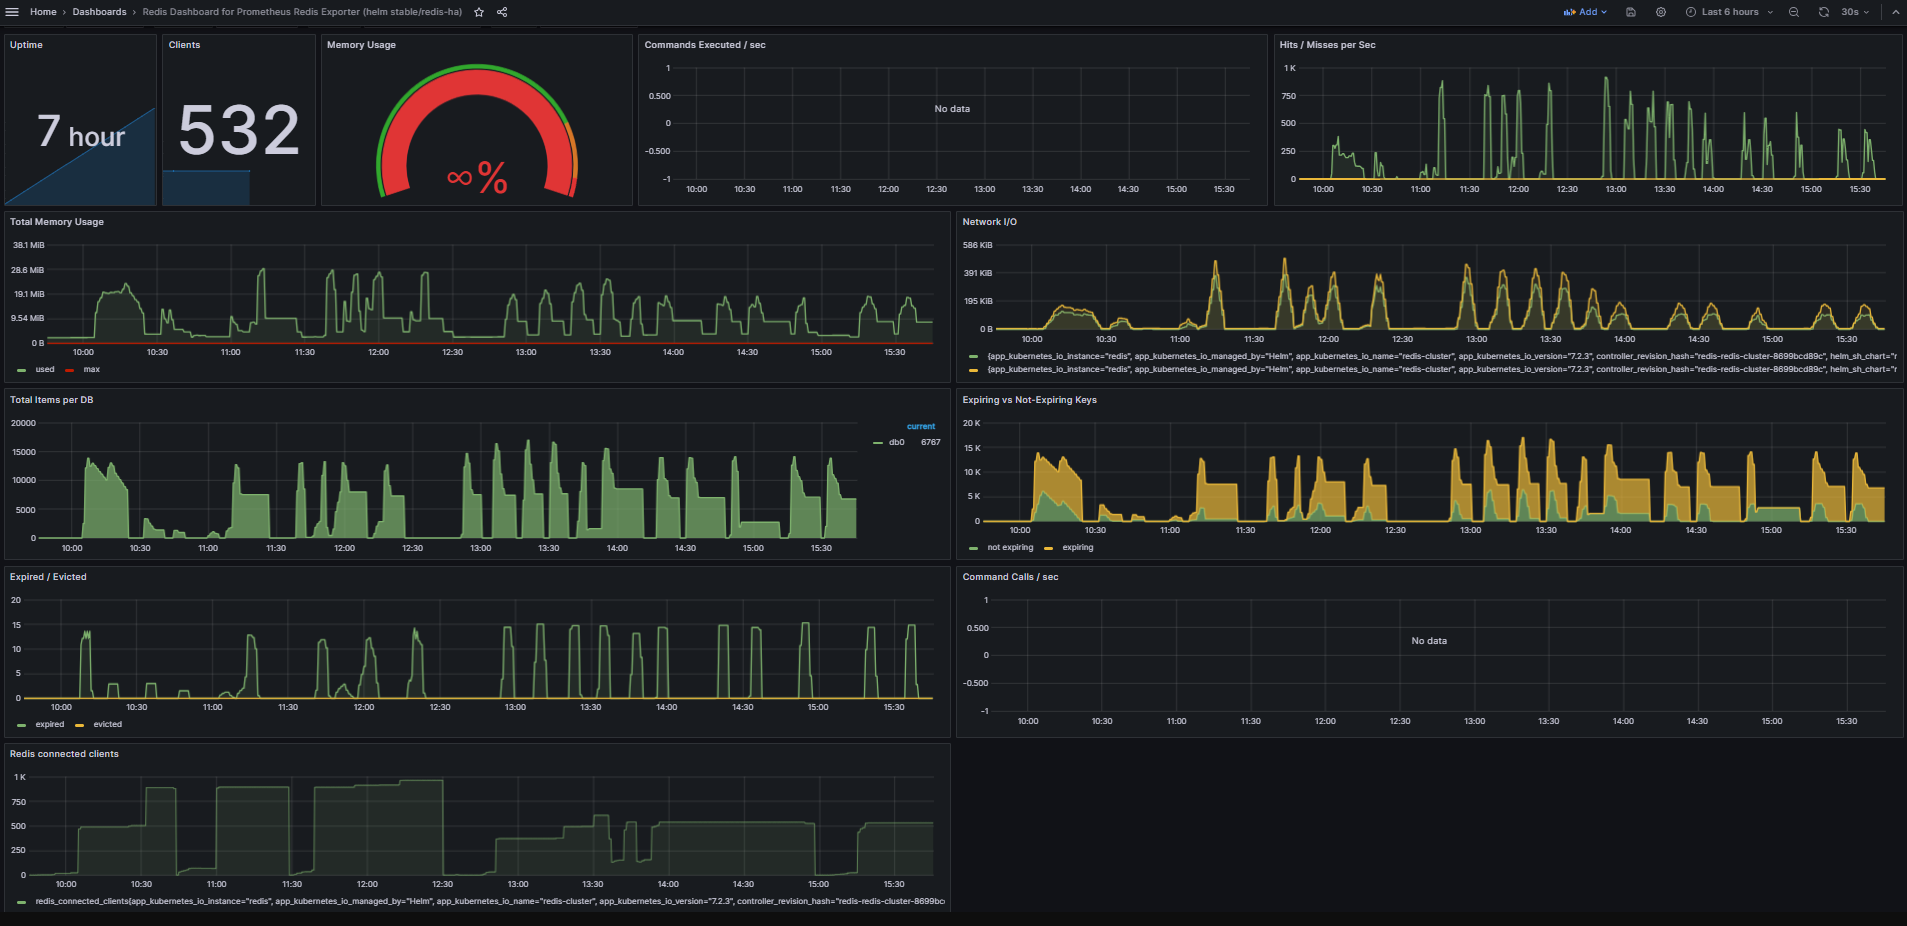 Home › Dashboards › Redis Dashboard for Prometheus Redis Exporter (helm stable/redis-ha)
Add
Last 6 hours
30s
Uptime
7 hour
Clients
532
Memory Usage
∞%
Commands Executed / sec
1
0.500
0
-0.500
-1
No data
10:00 10:30 11:00 11:30 12:00 12:30 13:00 13:30 14:00 14:30 15:00 15:30
Hits / Misses per Sec
1 K
750
500
250
0
10:00 10:30 11:00 11:30 12:00 12:30 13:00 13:30 14:00 14:30 15:00 15:30
Total Memory Usage
38.1 MiB
28.6 MiB
19.1 MiB
9.54 MiB
0 B
10:00 10:30 11:00 11:30 12:00 12:30 13:00 13:30 14:00 14:30 15:00 15:30
used max
Network I/O
586 KiB
391 KiB
195 KiB
0 B
10:00 10:30 11:00 11:30 12:00 12:30 13:00 13:30 14:00 14:30 15:00 15:30
{app_kubernetes_io_instance="redis", app_kubernetes_io_managed_by="Helm", app_kubernetes_io_name="redis-cluster", app_kubernetes_io_version="7.2.3", controller_revision_hash="redis-redis-cluster-8699bcd89c", helm_sh_chart="r
{app_kubernetes_io_instance="redis", app_kubernetes_io_managed_by="Helm", app_kubernetes_io_name="redis-cluster", app_kubernetes_io_version="7.2.3", controller_revision_hash="redis-redis-cluster-8699bcd89c", helm_sh_chart="r
Total Items per DB
20000
15000
10000
5000
0
10:00 10:30 11:00 11:30 12:00 12:30 13:00 13:30 14:00 14:30 15:00 15:30
current
db0 6767
Expiring vs Not-Expiring Keys
20 K
15 K
10 K
5 K
0
10:00 10:30 11:00 11:30 12:00 12:30 13:00 13:30 14:00 14:30 15:00 15:30
not expiring expiring
Expired / Evicted
20
15
10
5
0
10:00 10:30 11:00 11:30 12:00 12:30 13:00 13:30 14:00 14:30 15:00 15:30
expired evicted
Command Calls / sec
1
0.500
0
-0.500
-1
No data
10:00 10:30 11:00 11:30 12:00 12:30 13:00 13:30 14:00 14:30 15:00 15:30
Redis connected clients
1 K
750
500
250
0
10:00 10:30 11:00 11:30 12:00 12:30 13:00 13:30 14:00 14:30 15:00 15:30
redis_connected_clients{app_kubernetes_io_instance="redis", app_kubernetes_io_managed_by="Helm", app_kubernetes_io_name="redis-cluster", app_kubernetes_io_version="7.2.3", controller_revision_hash="redis-redis-cluster-8699bc